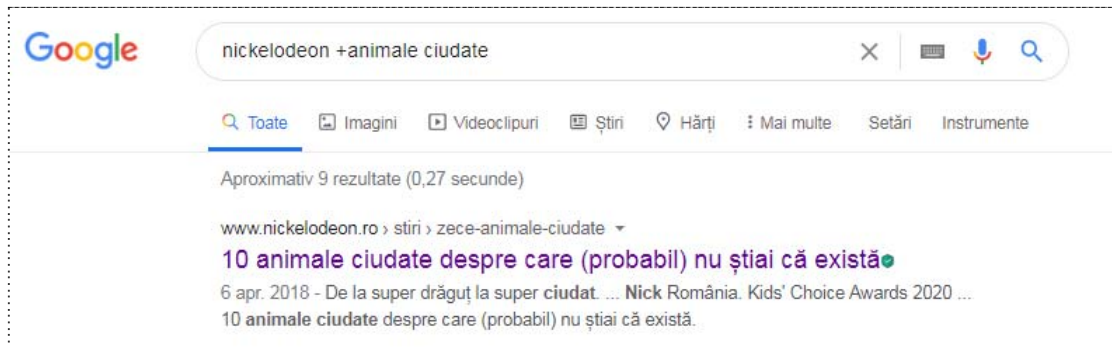 Google nickelodeon +animale ciudate
Toate Imagini Videoclipuri Știri Hărți Mai multe Setări Instrumente
Aproximativ 9 rezultate (0,27 secunde)
www.nickelodeon.ro › stiri › zece-animale-ciudate
10 animale ciudate despre care (probabil) nu știai că există
6 apr. 2018 - De la super drăguț la super ciudat. ... Nick România. Kids' Choice Awards 2020 ...
10 animale ciudate despre care (probabil) nu știai că există.